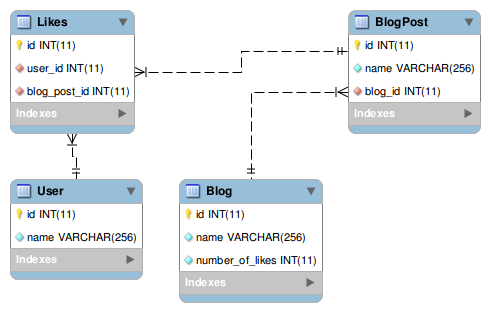 Likes
id INT(11)
user_id INT(11)
blog_post_id INT(11)
Indexes
BlogPost
id INT(11)
name VARCHAR(256)
blog_id INT(11)
Indexes
User
id INT(11)
name VARCHAR(256)
Indexes
Blog
id INT(11)
name VARCHAR(256)
number_of_likes INT(11)
Indexes